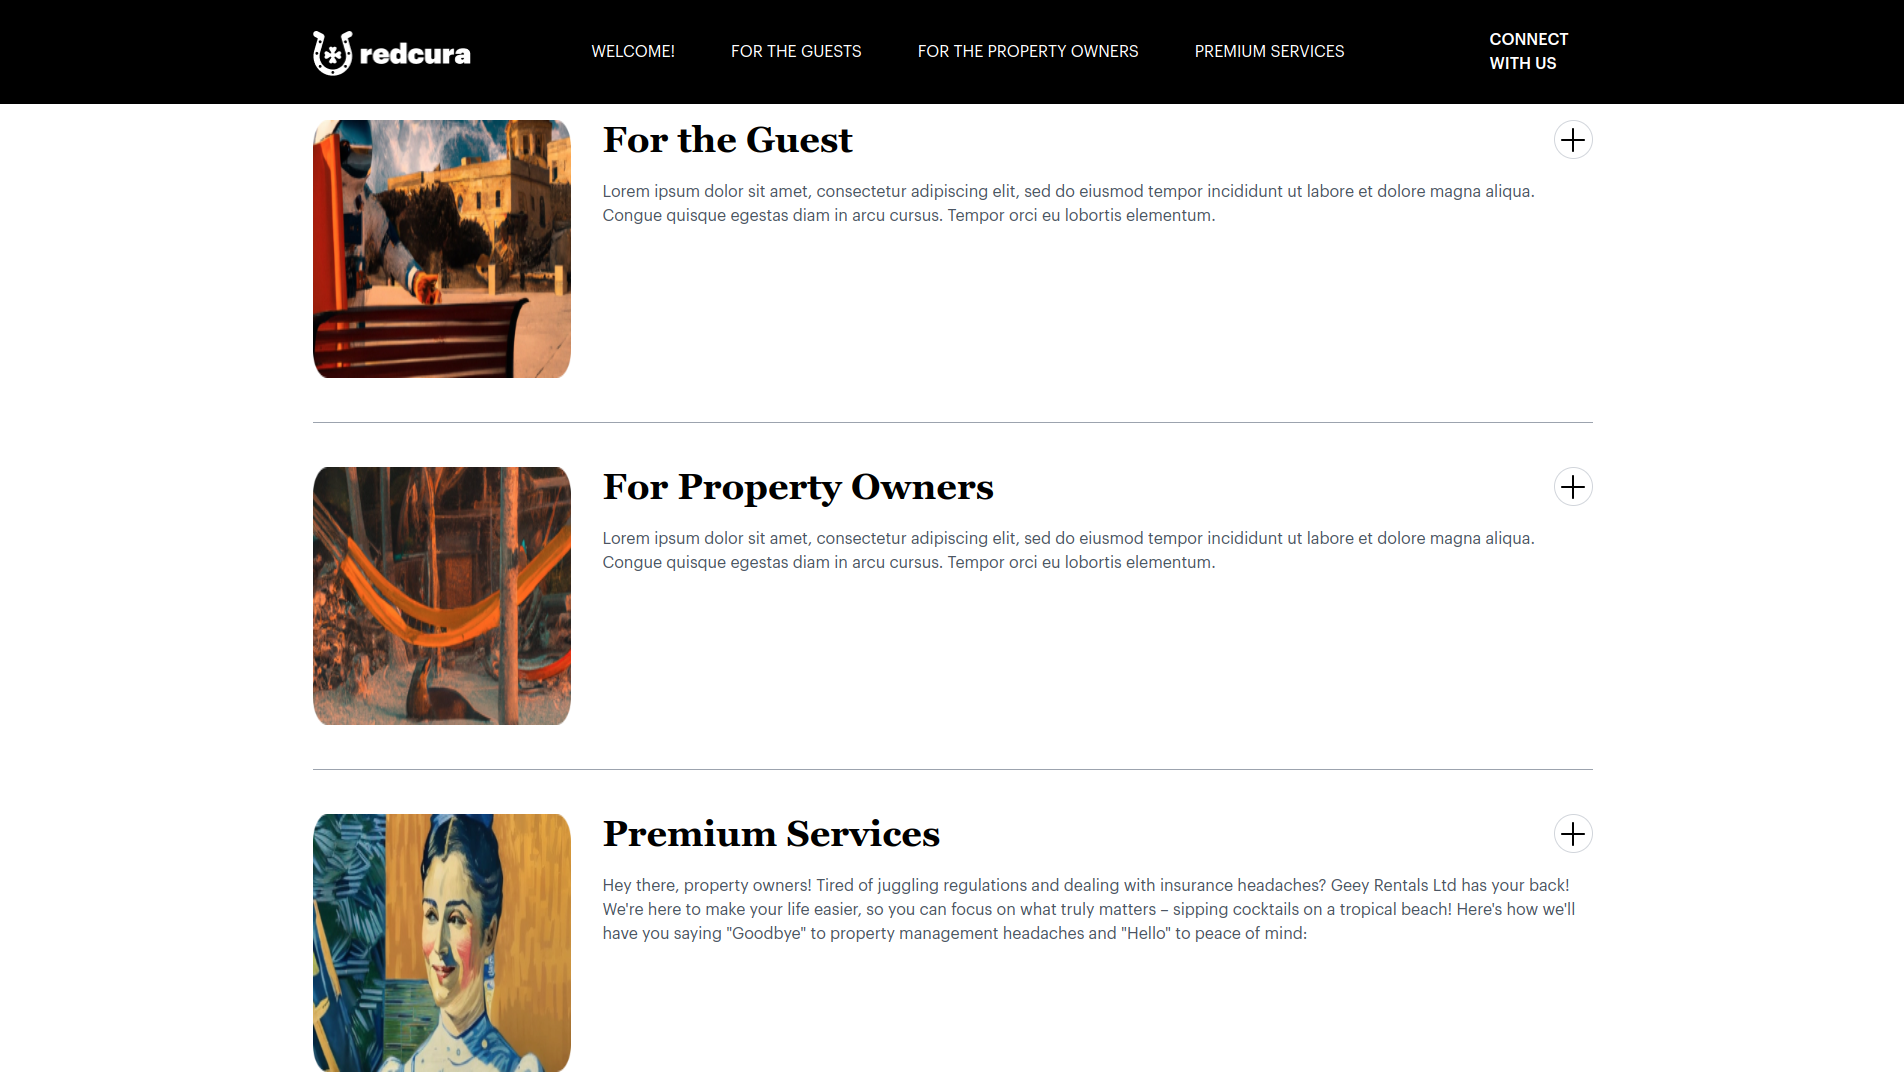 redcura
WELCOME!
FOR THE GUESTS
FOR THE PROPERTY OWNERS
PREMIUM SERVICES
CONNECT
WITH US
For the Guest
Lorem ipsum dolor sit amet, consectetur adipiscing elit, sed do eiusmod tempor incididunt ut labore et dolore magna aliqua.
Congue quisque egestas diam in arcu cursus. Tempor orci eu lobortis elementum.
For Property Owners
Lorem ipsum dolor sit amet, consectetur adipiscing elit, sed do eiusmod tempor incididunt ut labore et dolore magna aliqua.
Congue quisque egestas diam in arcu cursus. Tempor orci eu lobortis elementum.
Premium Services
Hey there, property owners! Tired of juggling regulations and dealing with insurance headaches? Geey Rentals Ltd has your back!
We're here to make your life easier, so you can focus on what truly matters – sipping cocktails on a tropical beach! Here's how we'll
have you saying "Goodbye" to property management headaches and "Hello" to peace of mind: